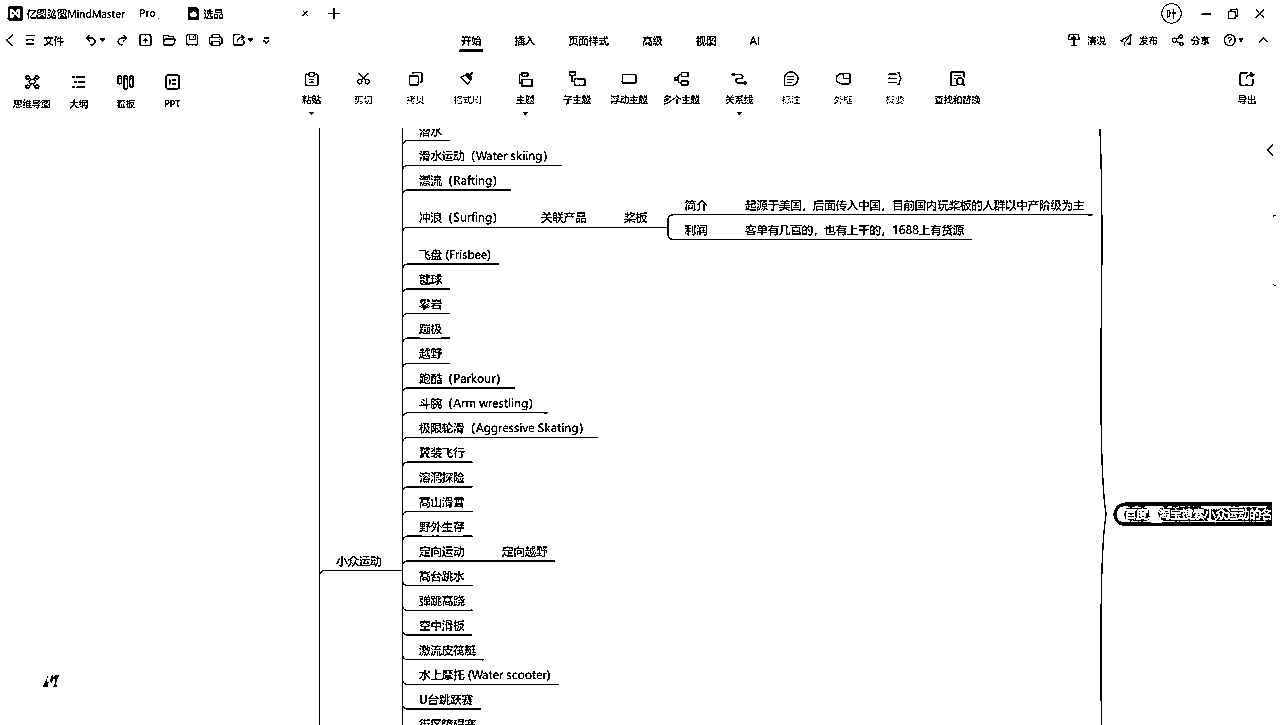 亿图脑图MindMaster Pro 选品
文件 开始 插入 页面样式 高级 视图 AI 演说 发布 分享
思维导图 大纲 看板 PPT 粘贴 剪切 拷贝 格式刷 主题 子主题 浮动主题 多个主题 关系线 标注 外框 概要 查找和替换 导出
潜水
滑水运动（Water skiing）
漂流（Rafting）
简介 起源于美国，后面传入中国，目前国内玩桨板的人群以中产阶级为主
冲浪（Surfing） 关联产品 桨板
利润 客单有几百的，也有上千的，1688上有货源
飞盘 (Frisbee)
毽球
攀岩
蹦极
越野
跑酷（Parkour）
斗腕（Arm wrestling）
极限轮滑（Aggressive Skating）
翼装飞行
溶洞探险
高山滑雪
野外生存
定向运动 定向越野
小众运动
高台跳水
弹跳高跷
空中滑板
激流皮筏艇
水上摩托 (Water scooter)
U台跳跃赛